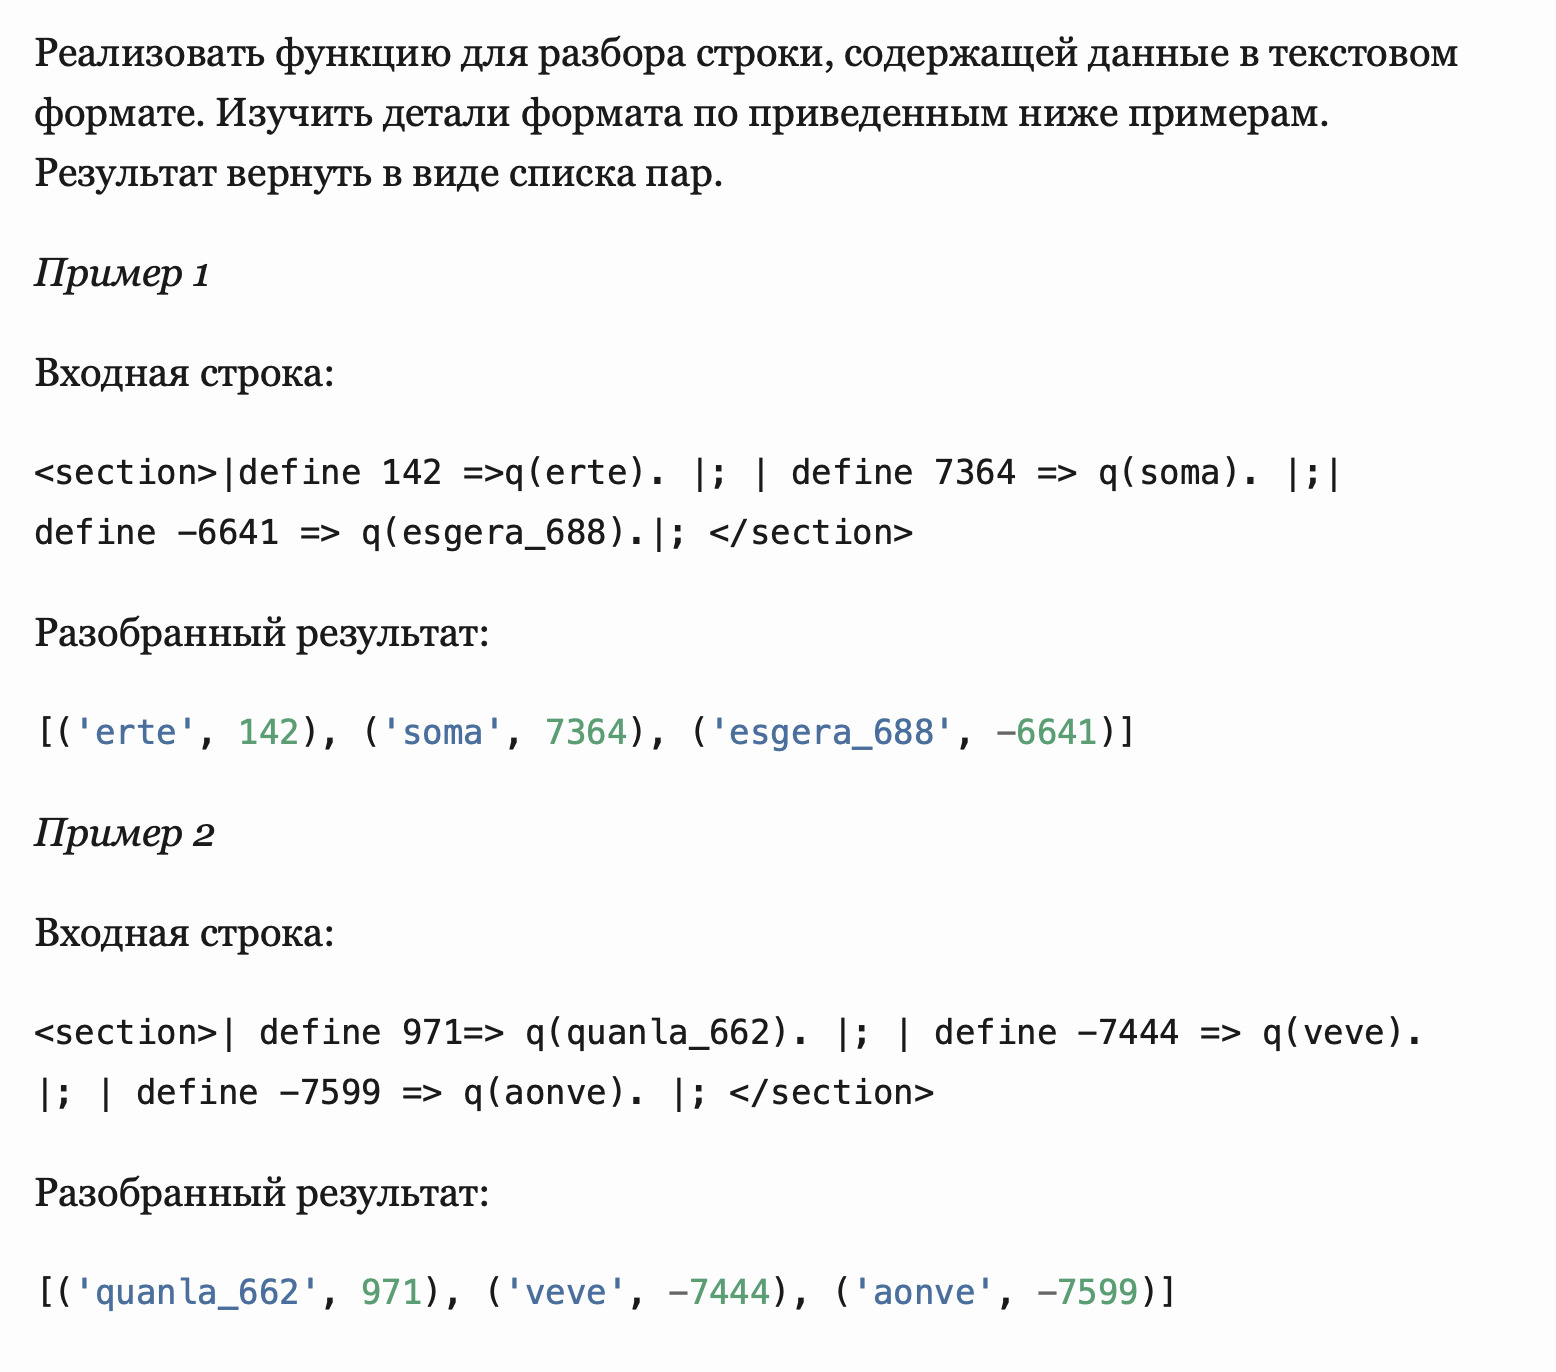 Реализовать функцию для разбора строки, содержащей данные в текстовом
формате. Изучить детали формата по приведенным ниже примерам.
Результат вернуть в виде списка пар.
Пример 1
Входная строка:
<section>|define 142 =>q(erte). |; | define 7364 => q(soma). |;|
define -6641 => q(esgera_688).|; </section>
Разобранный результат:
[('erte', 142), ('soma', 7364), ('esgera_688', -6641)]
Пример 2
Входная строка:
<section>| define 971=> q(quanla_662). |; | define -7444 => q(veve).
|; | define -7599 => q(aonve). |; </section>
Разобранный результат:
[('quanla_662', 971), ('veve', -7444), ('aonve', -7599)]